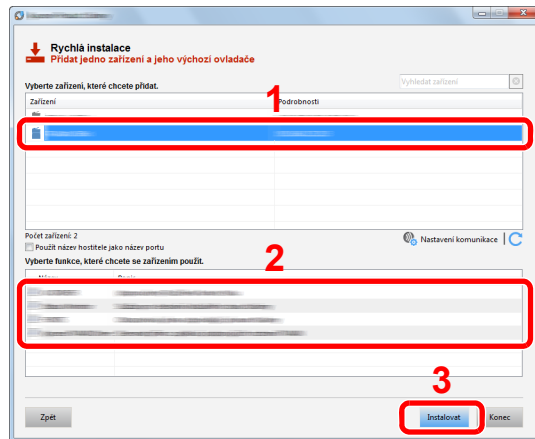 Rychlá instalace
Přidat jedno zařízení a jeho výchozí ovladače
Vyberte zařízení, které chcete přidat.
Vyhledat zařízení
1
Zařízení Podrobnosti
Počet zařízení: 2
Nastavení komunikace
Použít název hostitele jako název portu
Vyberte funkce, které chcete se zařízením použít.
2
3
Zpět Instalovat Konec